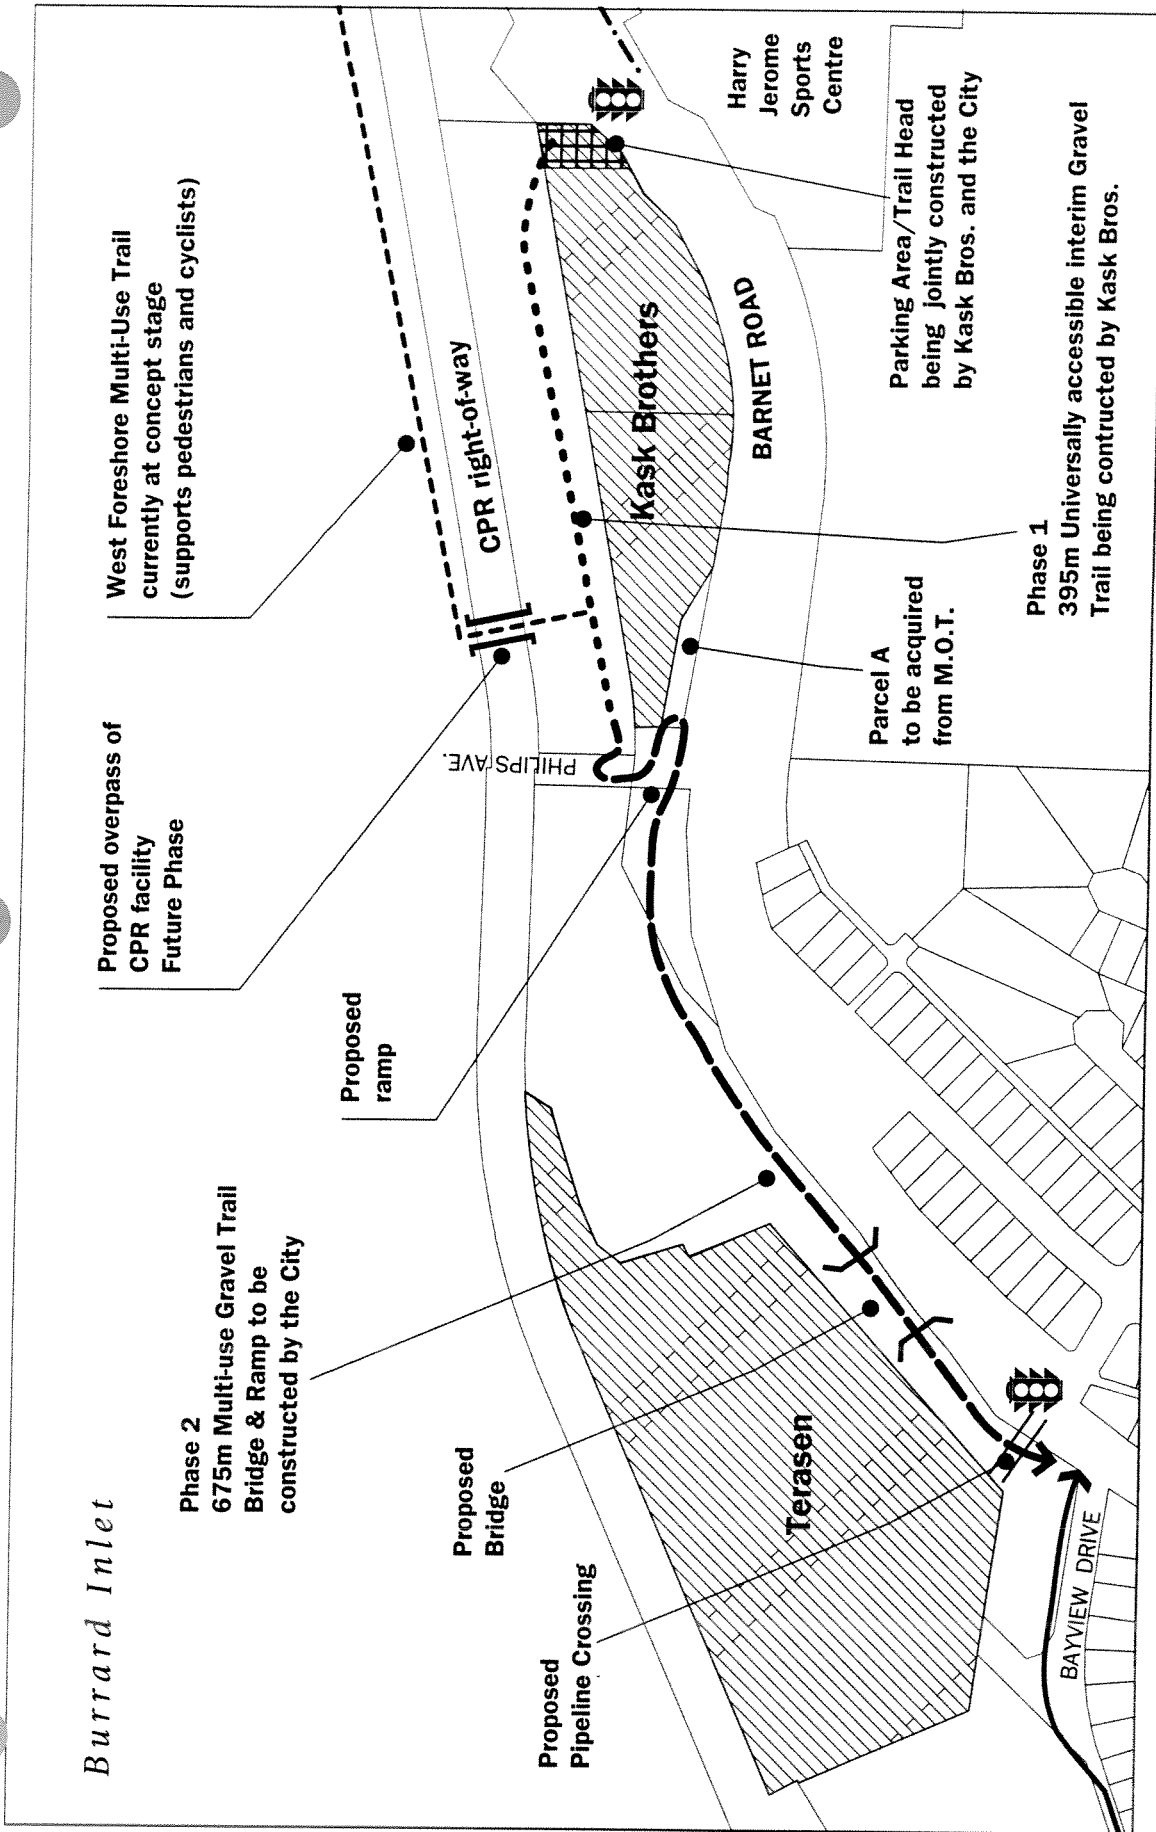 Burrard Inlet
Phase 2
675m Multi-use Gravel Trail
Bridge & Ramp to be
constructed by the City
Proposed overpass of
CPR facility
Future Phase
West Foreshore Multi-Use Trail
currently at concept stage
(supports pedestrians and cyclists)
Proposed
ramp
CPR right-of-way
PHILIPS AVE.
Proposed
Bridge
Proposed
Pipeline Crossing
Terasen
Kask Brothers
BARNET ROAD
Harry
Jerome
Sports
Centre
Parking Area/Trail Head
being jointly constructed
by Kask Bros. and the City
Parcel A
to be acquired
from M.O.T.
Phase 1
395m Universally accessible interim Gravel
Trail being contructed by Kask Bros.
BAYVIEW DRIVE